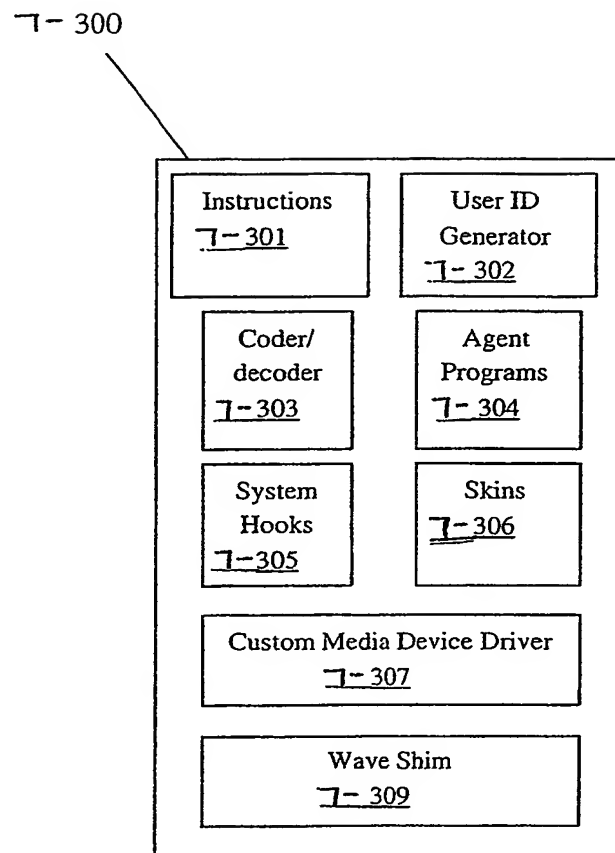 7- 300
Instructions
7- 301
User ID
Generator
7- 302
Coder/
decoder
7- 303
Agent
Programs
7- 304
System
Hooks
7- 305
Skins
7- 306
Custom Media Device Driver
7- 307
Wave Shim
7- 309